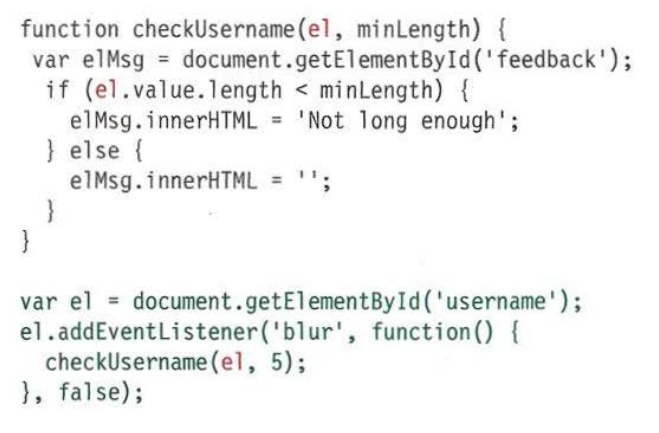 function checkUsername(el, minLength) {
 var elMsg = document.getElementById('feedback');
  if (el.value.length < minLength) {
    elMsg.innerHTML = 'Not long enough';
  } else {
    elMsg.innerHTML = '';
  }
}

var el = document.getElementById('username');
el.addEventListener('blur', function() {
  checkUsername(el, 5);
}, false);